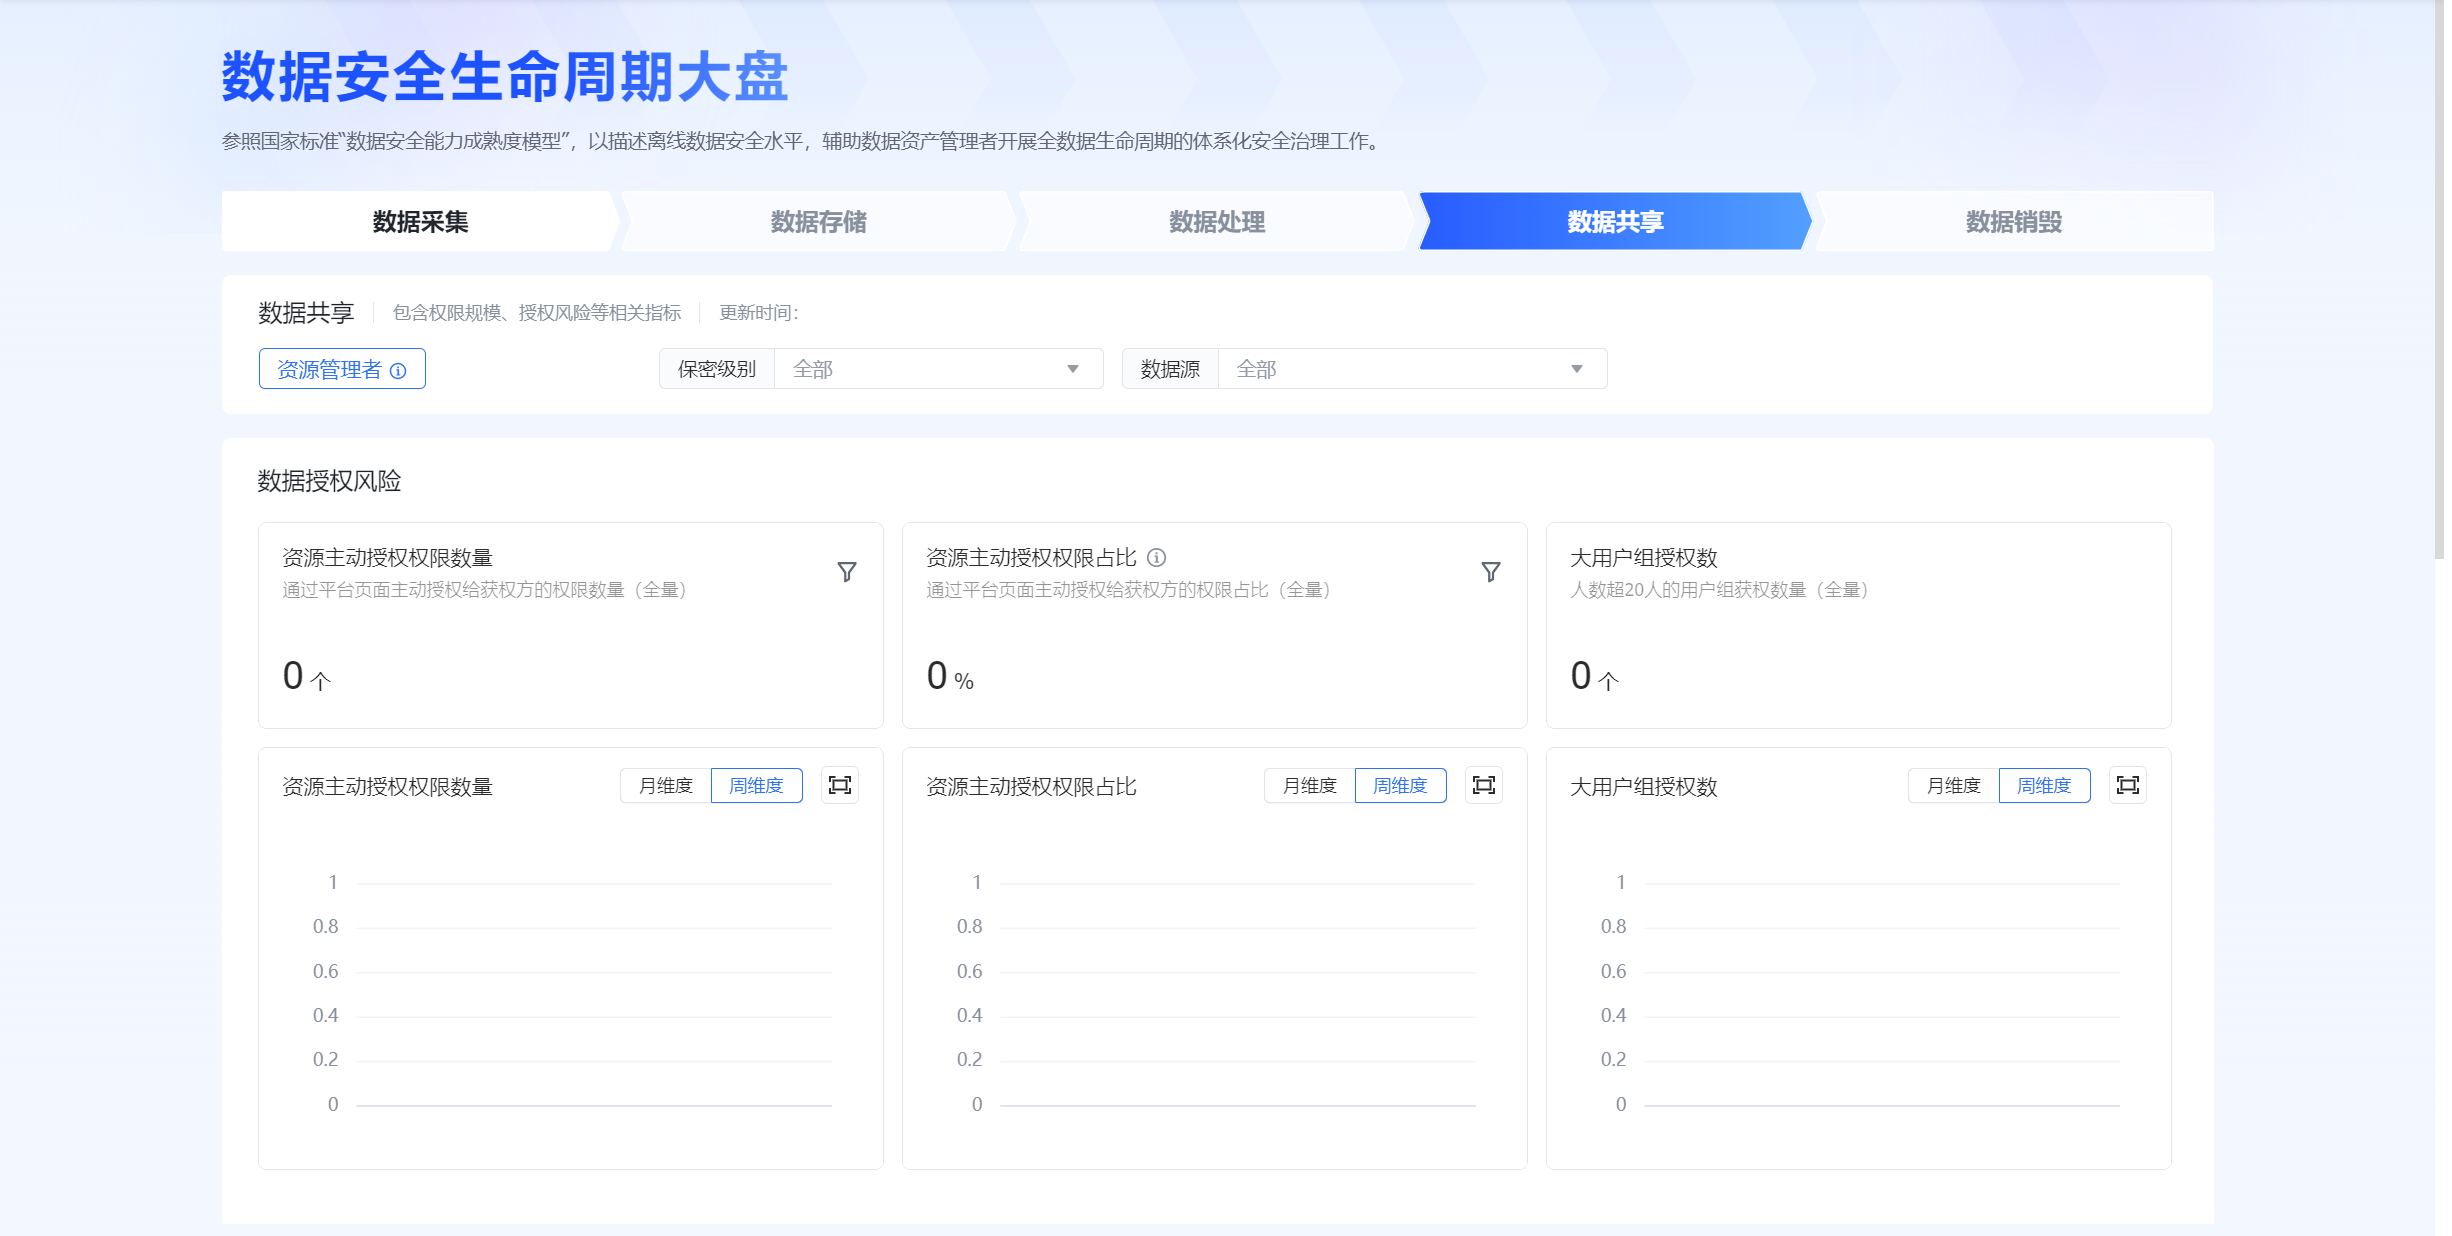 数据安全生命周期大盘
参照国家标准“数据安全能力成熟度模型”，以描述离线数据安全水平，辅助数据资产管理者开展全数据生命周期的体系化安全治理工作。
数据采集 数据存储 数据处理 数据共享 数据销毁
数据共享 包含权限规模、授权风险等相关指标 更新时间：
资源管理者 保密级别 全部 数据源 全部
数据授权风险
资源主动授权权限数量
通过平台页面主动授权给获权方的权限数量（全量）
0 个
资源主动授权权限占比
通过平台页面主动授权给获权方的权限占比（全量）
0 %
大用户组授权数
人数超20人的用户组获权数量（全量）
0 个
资源主动授权权限数量 月维度 周维度
1
0.8
0.6
0.4
0.2
0
资源主动授权权限占比 月维度 周维度
1
0.8
0.6
0.4
0.2
0
大用户组授权数 月维度 周维度
1
0.8
0.6
0.4
0.2
0